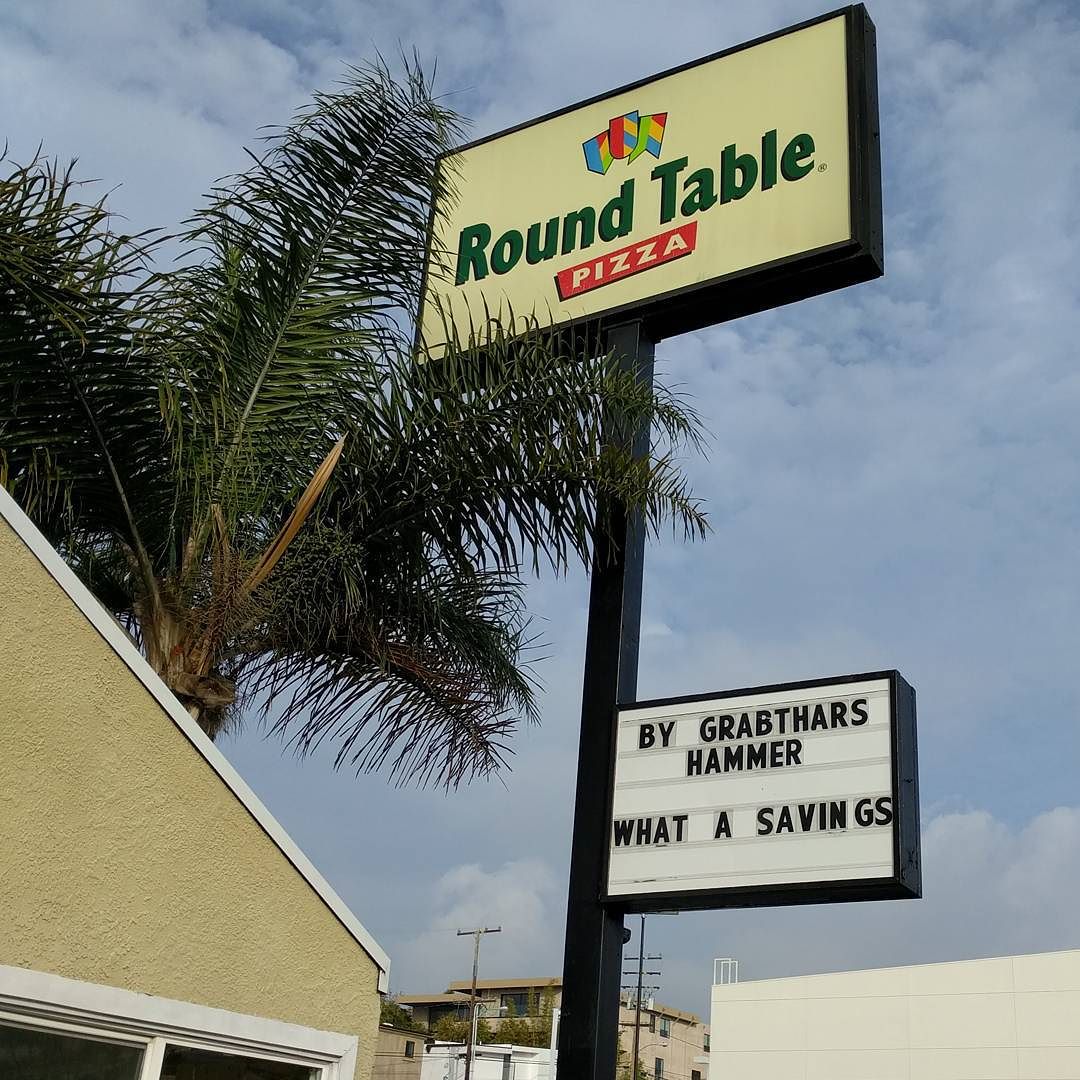 Round Table®
PIZZA
BY GRABTHARS
HAMMER
WHAT A SAVINGS